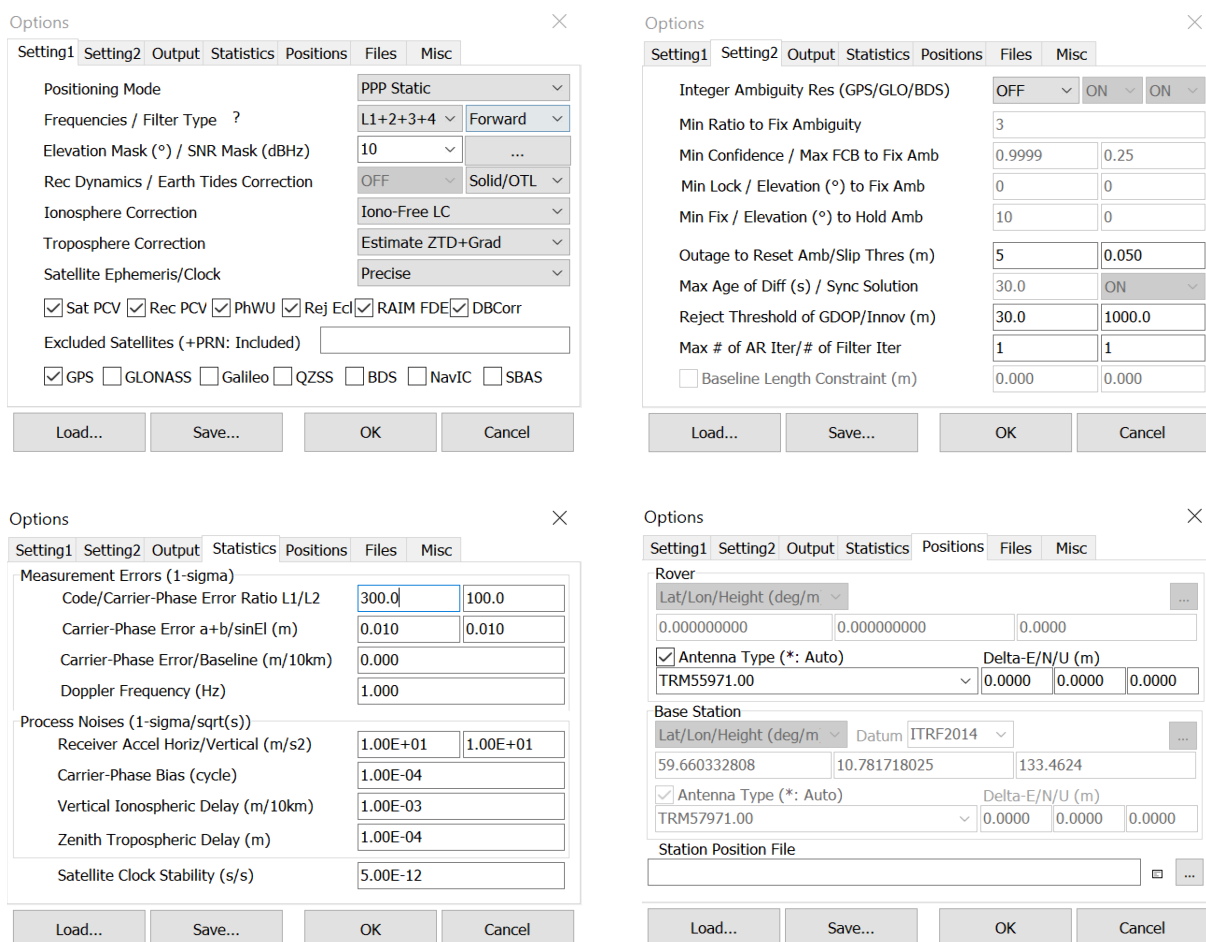 Options
Setting1 Setting2 Output Statistics Positions Files Misc
Positioning Mode PPP Static
Frequencies / Filter Type ? L1+2+3+4 Forward
Elevation Mask (°) / SNR Mask (dBHz) 10 ...
Rec Dynamics / Earth Tides Correction OFF Solid/OTL
Ionosphere Correction Iono-Free LC
Troposphere Correction Estimate ZTD+Grad
Satellite Ephemeris/Clock Precise
Sat PCV Rec PCV PhWU Rej Ecl RAIM FDE DBCorr
Excluded Satellites (+PRN: Included)
GPS GLONASS Galileo QZSS BDS NavIC SBAS
Load... Save... OK Cancel
Options
Setting1 Setting2 Output Statistics Positions Files Misc
Integer Ambiguity Res (GPS/GLO/BDS) OFF ON ON
Min Ratio to Fix Ambiguity 3
Min Confidence / Max FCB to Fix Amb 0.9999 0.25
Min Lock / Elevation (°) to Fix Amb 0 0
Min Fix / Elevation (°) to Hold Amb 10 0
Outage to Reset Amb/Slip Thres (m) 5 0.050
Max Age of Diff (s) / Sync Solution 30.0 ON
Reject Threshold of GDOP/Innov (m) 30.0 1000.0
Max # of AR Iter/# of Filter Iter 1 1
Baseline Length Constraint (m) 0.000 0.000
Load... Save... OK Cancel
Options
Setting1 Setting2 Output Statistics Positions Files Misc
Measurement Errors (1-sigma)
Code/Carrier-Phase Error Ratio L1/L2 300.0 100.0
Carrier-Phase Error a+b/sinEl (m) 0.010 0.010
Carrier-Phase Error/Baseline (m/10km) 0.000
Doppler Frequency (Hz) 1.000
Process Noises (1-sigma/sqrt(s))
Receiver Accel Horiz/Vertical (m/s2) 1.00E+01 1.00E+01
Carrier-Phase Bias (cycle) 1.00E-04
Vertical Ionospheric Delay (m/10km) 1.00E-03
Zenith Tropospheric Delay (m) 1.00E-04
Satellite Clock Stability (s/s) 5.00E-12
Load... Save... OK Cancel
Options
Setting1 Setting2 Output Statistics Positions Files Misc
Rover
Lat/Lon/Height (deg/m ...
0.000000000 0.000000000 0.0000
Antenna Type (*: Auto) Delta-E/N/U (m)
TRM55971.00 0.0000 0.0000 0.0000
Base Station
Lat/Lon/Height (deg/m Datum ITRF2014 ...
59.660332808 10.781718025 133.4624
Antenna Type (*: Auto) Delta-E/N/U (m)
TRM57971.00 0.0000 0.0000 0.0000
Station Position File
...
Load... Save... OK Cancel